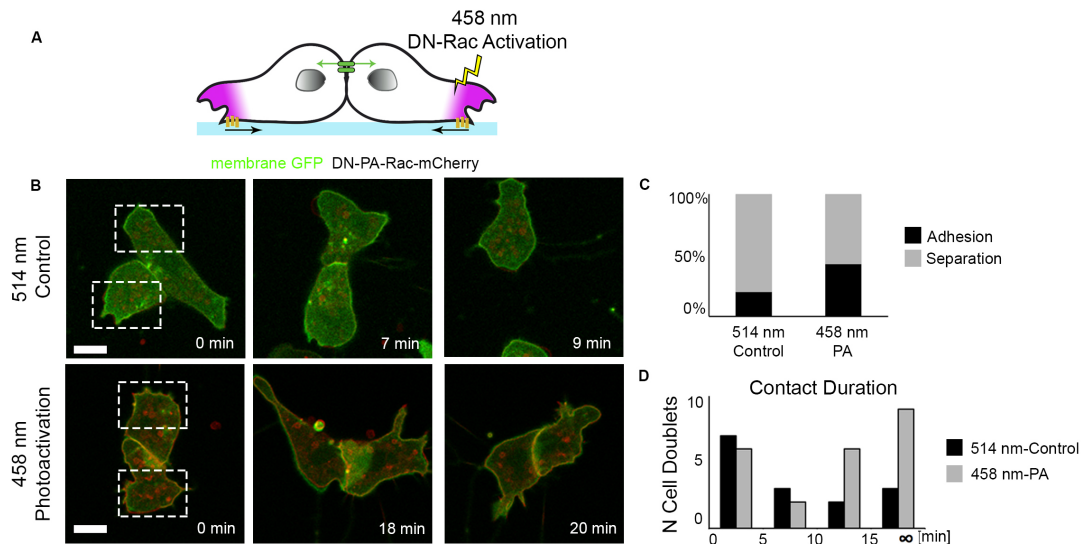 A
458 nm
DN-Rac Activation
membrane GFP DN-PA-Rac-mCherry
B
514 nm
Control
0 min
7 min
9 min
458 nm
Photoactivation
0 min
18 min
20 min
C
100%
50%
0%
514 nm
Control
458 nm
PA
Adhesion
Separation
D
Contact Duration
N Cell Doublets
10
5
0
0 5 10 15 ∞ [min]
514 nm-Control
458 nm-PA